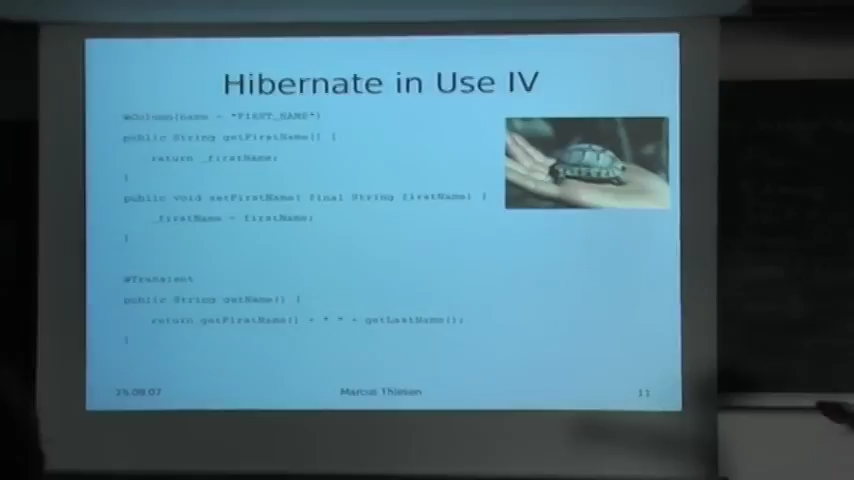 Hibernate in Use IV
@Column(name = "FIRST_NAME")
public String getFirstName() {
return _firstName;
}
public void setFirstName( final String firstName) {
_firstName = firstName;
}
@Transient
public String getName() {
return getFirstName() + " " + getLastName();
}
Marcus Thiesen
11